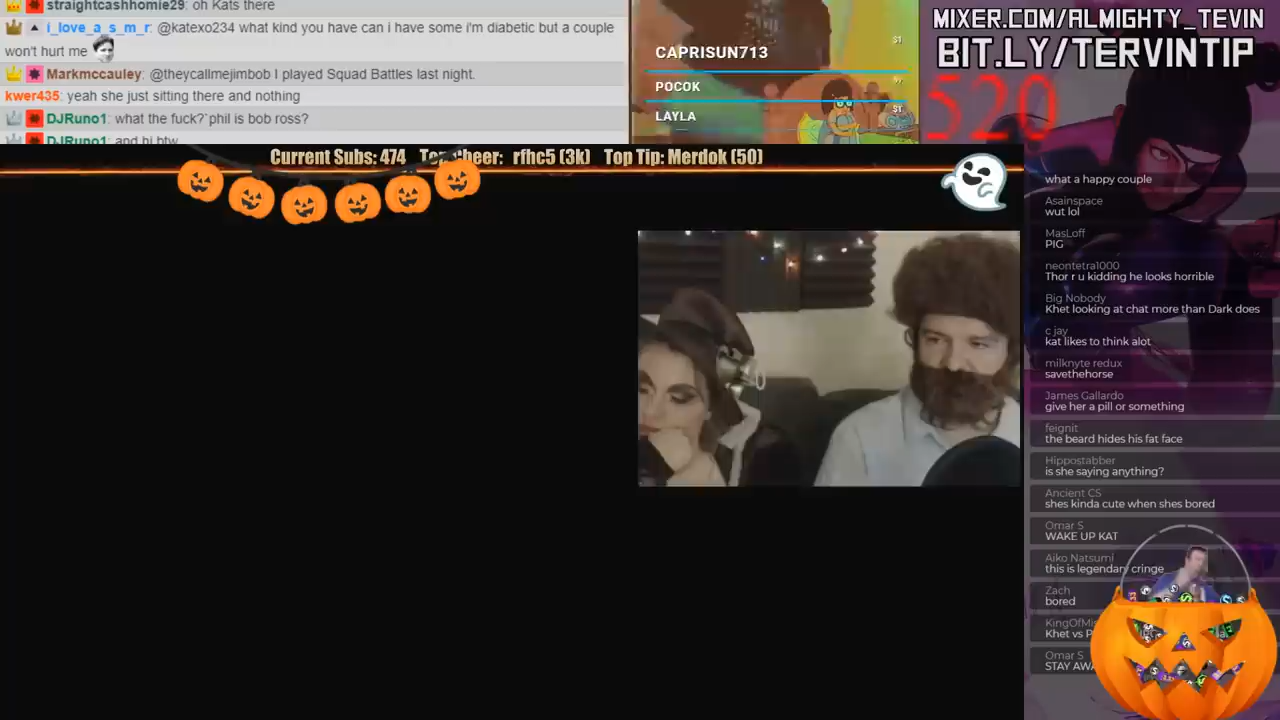 straightcashhomie29: oh Kats there
i_love_a_s_m_r: @katexo234 what kind you have can i have some i'm diabetic but a couple
won't hurt me
Markmccauley: @theycallmejimbob I played Squad Battles last night.
kwer435: yeah she just sitting there and nothing
DJRuno1: what the fuck?`phil is bob ross?
DJRuno1: and hi btw
CAPRISUN713 $1
POCOK
LAYLA $1
MIXER.COM/ALMIGHTY_TEVIN
BIT.LY/TERVINTIP
520
Current Subs: 474 Top Cheer: rfhc5 (3k) Top Tip: Merdok (50)
what a happy couple
Asainspace
wut lol
MasLoff
PIG
neontetra1000
Thor r u kidding he looks horrible
Big Nobody
Khet looking at chat more than Dark does
c jay
kat likes to think alot
milknyte redux
savethehorse
James Gallardo
give her a pill or something
feignit
the beard hides his fat face
Hippostabber
is she saying anything?
Ancient CS
shes kinda cute when shes bored
Omar S
WAKE UP KAT
Aiko Natsumi
this is legendary cringe
Zach
bored
KingOfMis
Khet vs P
Omar S
STAY AWA